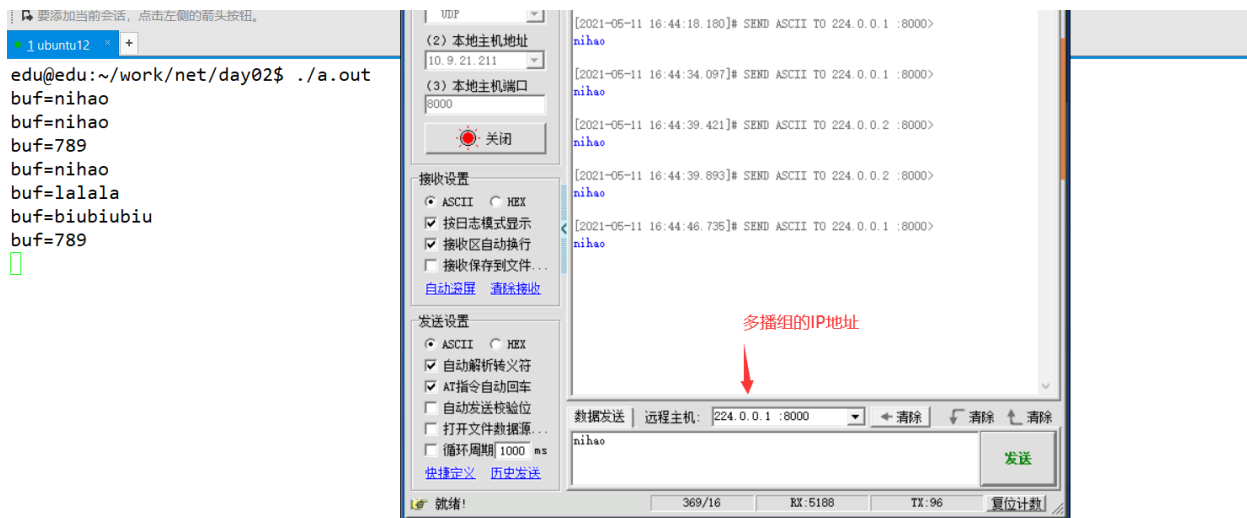 要添加当前会话，点击左侧的箭头按钮。
1 ubuntu12 × +
edu@edu:~/work/net/day02$ ./a.out
buf=nihao
buf=nihao
buf=789
buf=nihao
buf=lalala
buf=biubiubiu
buf=789
UDP
(2) 本地主机地址
10.9.21.211
(3) 本地主机端口
8000
关闭
接收设置
ASCII HEX
按日志模式显示
接收区自动换行
接收保存到文件...
自动滚屏 清除接收
发送设置
ASCII HEX
自动解析转义符
AT指令自动回车
自动发送校验位
打开文件数据源...
循环周期 1000 ms
快捷定义 历史发送
[2021-05-11 16:44:18.180]# SEND ASCII TO 224.0.0.1 :8000>
nihao
[2021-05-11 16:44:34.097]# SEND ASCII TO 224.0.0.1 :8000>
nihao
[2021-05-11 16:44:39.421]# SEND ASCII TO 224.0.0.2 :8000>
nihao
[2021-05-11 16:44:39.893]# SEND ASCII TO 224.0.0.2 :8000>
nihao
[2021-05-11 16:44:46.735]# SEND ASCII TO 224.0.0.1 :8000>
nihao
多播组的IP地址
数据发送 远程主机: 224.0.0.1 :8000 清除 清除 清除
nihao
发送
就绪! 369/16 RX:5188 TX:96 复位计数